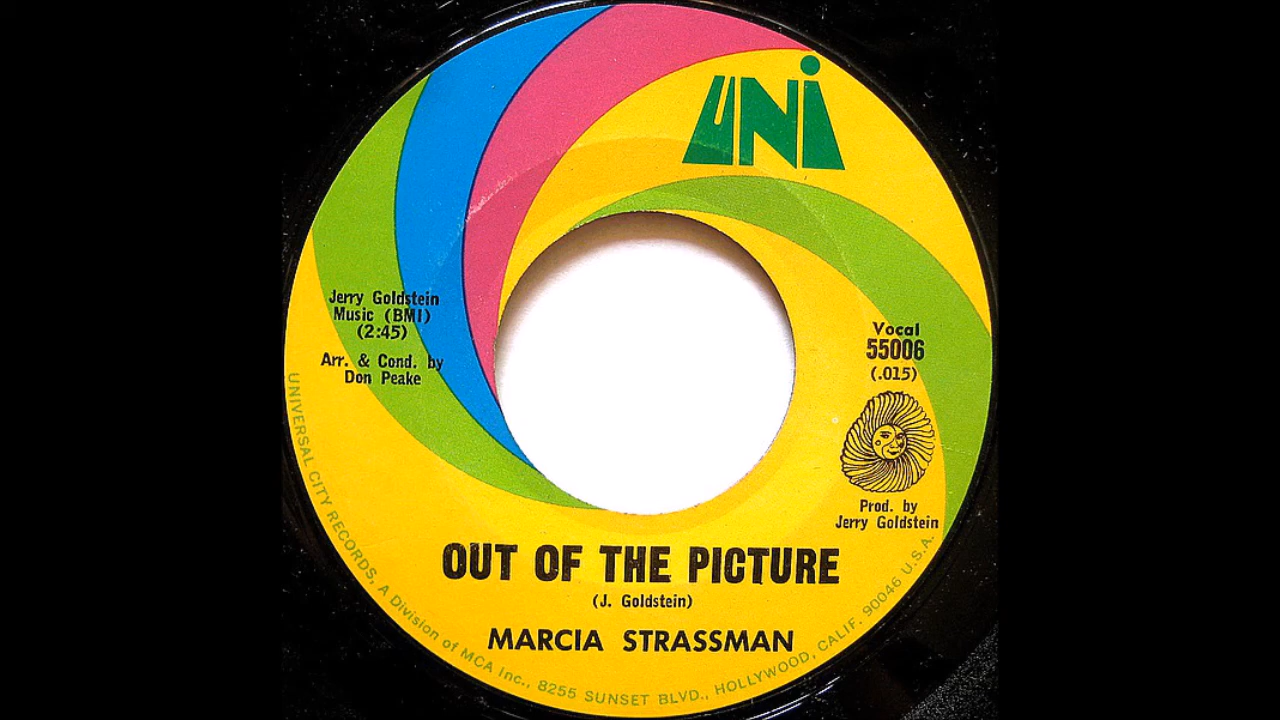 UNI
Jerry Goldstein
Music (BMI)
(2:45)
Arr. & Cond. by
Don Peake
Vocal
55006
(.015)
Prod. by
Jerry Goldstein
OUT OF THE PICTURE
(J. Goldstein)
MARCIA STRASSMAN
UNIVERSAL CITY RECORDS, A Division of MCA Inc., 8255 SUNSET BLVD., HOLLYWOOD, CALIF. 90046 U.S.A.